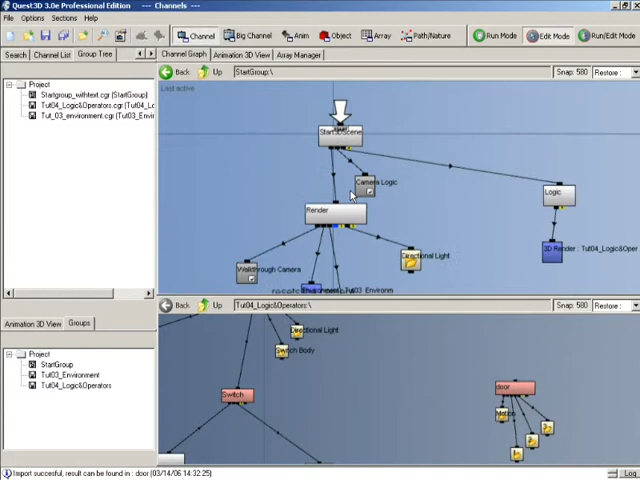 Quest3D 3.0e Professional Edition -- Channels
File Options Sections Help
Channel Big Channel Anim Object Array Path/Nature Run Mode Edit Mode Run/Edit Mode
Search Channel List Group Tree Channel Graph Animation 3D View Array Manager
Back Up StartGroup:\ Snap: 580 Restore :
Last active
Project
Startgroup_withtext.cgr (StartGroup)
Tut04_Logic&Operators.cgr (Tut04_L
Tut_03_environment.cgr (Tut03_Envi
Start3DScene
Camera Logic
Logic
Render
Directional Light
3D Render : Tut04_Logic&Oper
Walkthrough Camera
Back Up Tut04_Logic&Operators:\ Snap: 580 Restore :
Animation 3D View Groups
Project
StartGroup
Tut03_Environment
Tut04_Logic&Operators
Directional Light
Switch Body
Switch
door
Motion
Import succesful, result can be found in : door (03/14/06 14:32:25)
Log